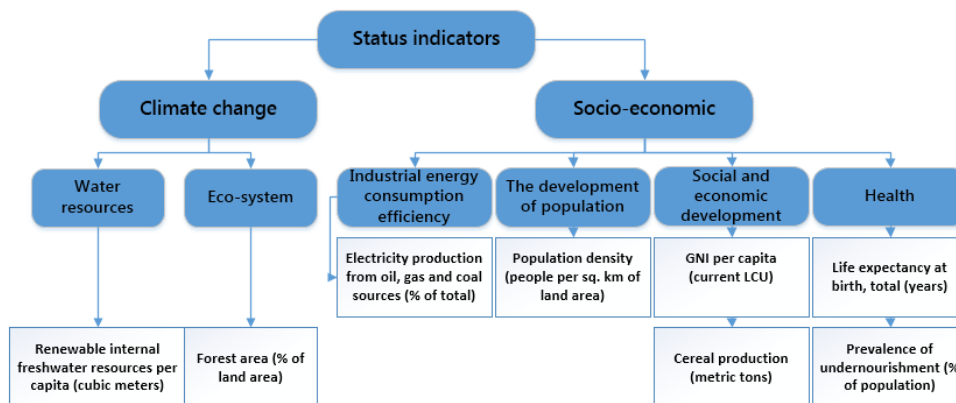 Status indicators
Climate change
Socio-economic
Water
resources
Eco-system
Industrial energy
consumption
efficiency
The development
of population
Social and
economic
development
Health
Electricity production
from oil, gas and coal
sources (% of total)
Population density
(people per sq. km of
land area)
GNI per capita
(current LCU)
Life expectancy at
birth, total (years)
Renewable internal
freshwater resources per
capita (cubic meters)
Forest area (% of
land area)
Cereal production
(metric tons)
Prevalence of
undernourishment (%
of population)